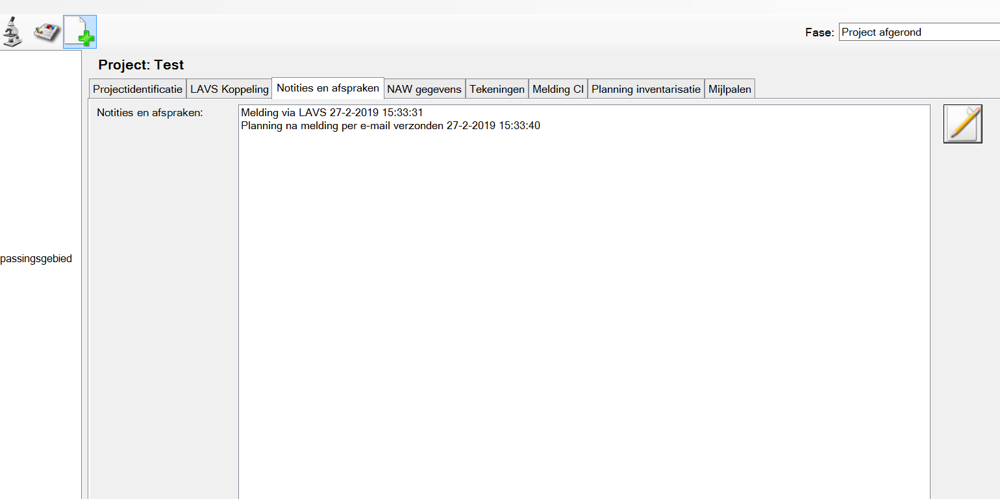 Fase: Project afgerond
Project: Test
Projectidentificatie LAVS Koppeling Notities en afspraken NAW gegevens Tekeningen Melding CI Planning inventarisatie Mijlpalen
Notities en afspraken:
Melding via LAVS 27-2-2019 15:33:31
Planning na melding per e-mail verzonden 27-2-2019 15:33:40
passingsgebied